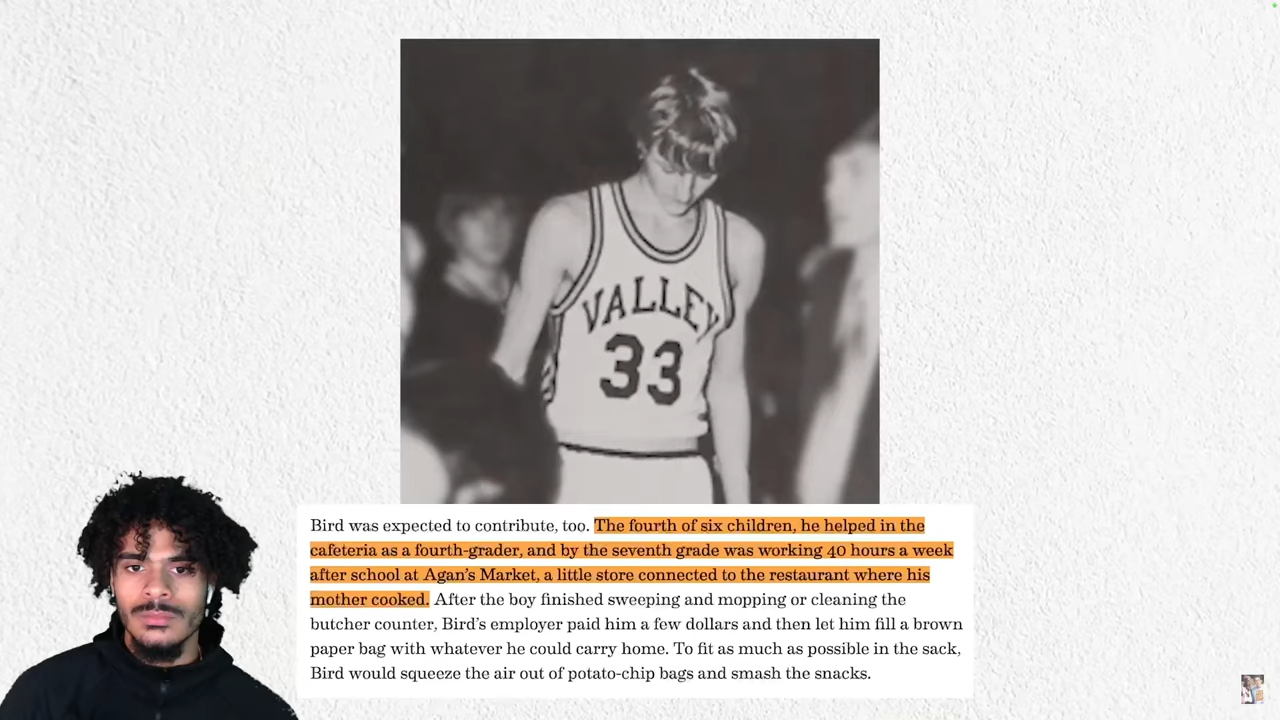 VALLEY
33
Bird was expected to contribute, too. The fourth of six children, he helped in the
cafeteria as a fourth-grader, and by the seventh grade was working 40 hours a week
after school at Agan's Market, a little store connected to the restaurant where his
mother cooked. After the boy finished sweeping and mopping or cleaning the
butcher counter, Bird's employer paid him a few dollars and then let him fill a brown
paper bag with whatever he could carry home. To fit as much as possible in the sack,
Bird would squeeze the air out of potato-chip bags and smash the snacks.